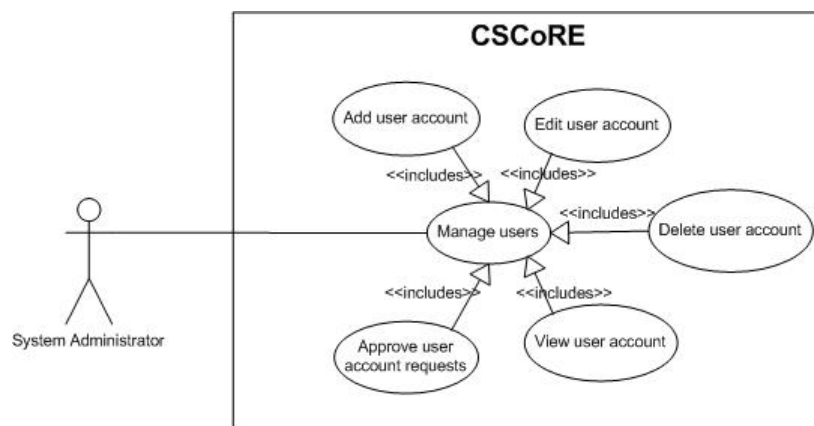 CSCoRE
Add user account
Edit user account
<<includes>>
<<includes>>
<<includes>>
Manage users
Delete user account
<<includes>>
<<includes>>
System Administrator
Approve user
account requests
View user account